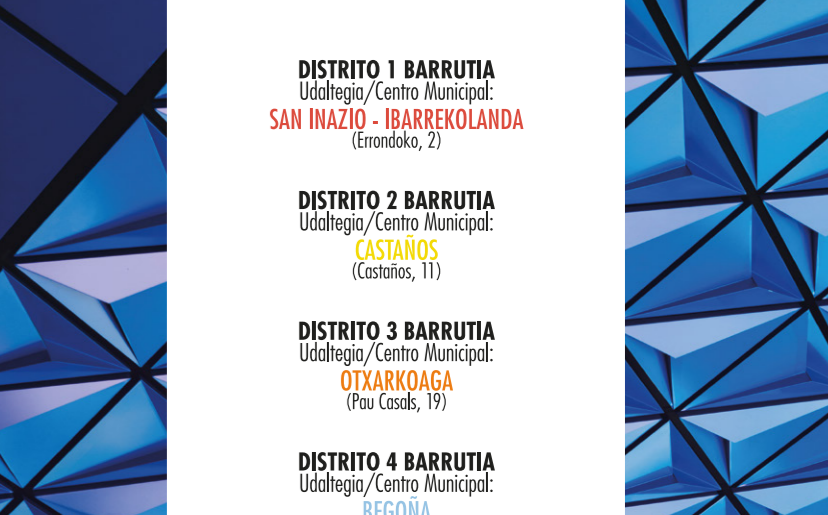 DISTRITO 1 BARRUTIA
Udaltegia/Centro Municipal:
SAN INAZIO - IBARREKOLANDA
(Errondoko, 2)
DISTRITO 2 BARRUTIA
Udaltegia/Centro Municipal:
CASTAÑOS
(Castaños, 11)
DISTRITO 3 BARRUTIA
Udaltegia/Centro Municipal:
OTXARKOAGA
(Pau Casals, 19)
DISTRITO 4 BARRUTIA
Udaltegia/Centro Municipal:
BEGOÑA